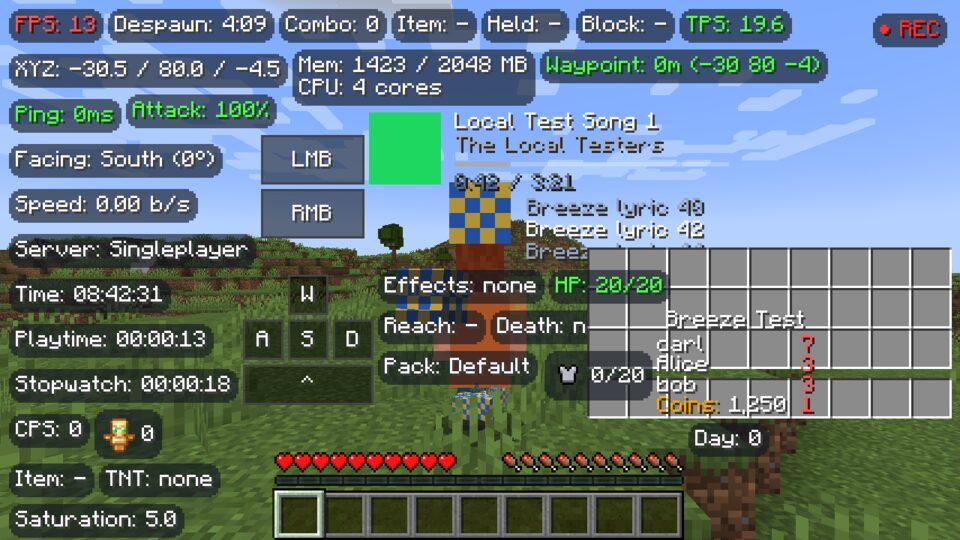 FPS: 13 Despawn: 4:09 Combo: 0 Item: - Held: - Block: - TPS: 19.6 REC
XYZ: -30.5 / 80.0 / -4.5 Mem: 1423 / 2048 MB Waypoint: 0m (-30 80 -4)
CPU: 4 cores
Ping: 0ms Attack: 100%
Local Test Song 1
The Local Testers
Facing: South (0°) LMB
0:42 / 3:21
Speed: 0.00 b/s RMB
Breeze lyric 40
Breeze lyric 42
Server: Singleplayer
Effects: none HP: 20/20
Time: 08:42:31 W
Breeze Test
Reach: - Death:
Playtime: 00:00:13 A S D
darl 7
Alice 3
Pack: Default 0/20
Stopwatch: 00:00:18 ^
bob 3
Coins: 1,250 1
CPS: 0 0
Day: 0
Item: - TNT: none
Saturation: 5.0